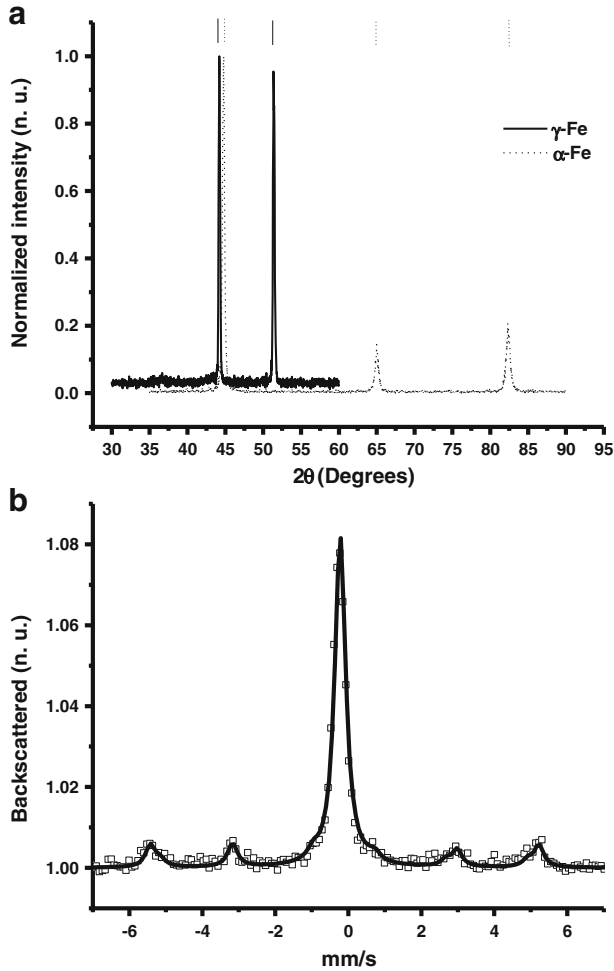 a
Normalized intensity (n. u.)
1.0
0.8
0.6
0.4
0.2
0.0
γ-Fe
α-Fe
30 35 40 45 50 55 60 65 70 75 80 85 90 95
2θ (Degrees)
b
Backscattered (n. u.)
1.08
1.06
1.04
1.02
1.00
-6 -4 -2 0 2 4 6
mm/s